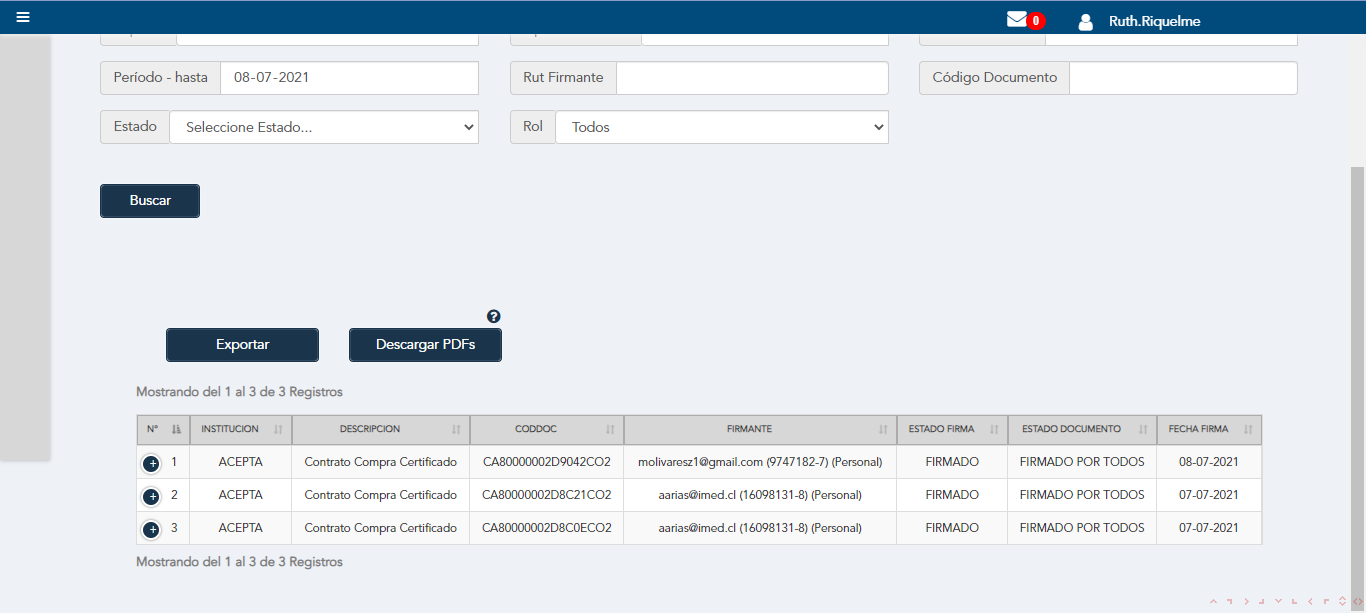 0 Ruth.Riquelme
Período - hasta 08-07-2021 Rut Firmante Código Documento
Estado Seleccione Estado... Rol Todos
Buscar
Exportar Descargar PDFs
Mostrando del 1 al 3 de 3 Registros
N° INSTITUCION DESCRIPCION CODDOC FIRMANTE ESTADO FIRMA ESTADO DOCUMENTO FECHA FIRMA
1 ACEPTA Contrato Compra Certificado CA80000002D9042CO2 molivaresz1@gmail.com (9747182-7) (Personal) FIRMADO FIRMADO POR TODOS 08-07-2021
2 ACEPTA Contrato Compra Certificado CA80000002D8C21CO2 aarias@imed.cl (16098131-8) (Personal) FIRMADO FIRMADO POR TODOS 07-07-2021
3 ACEPTA Contrato Compra Certificado CA80000002D8C0ECO2 aarias@imed.cl (16098131-8) (Personal) FIRMADO FIRMADO POR TODOS 07-07-2021
Mostrando del 1 al 3 de 3 Registros